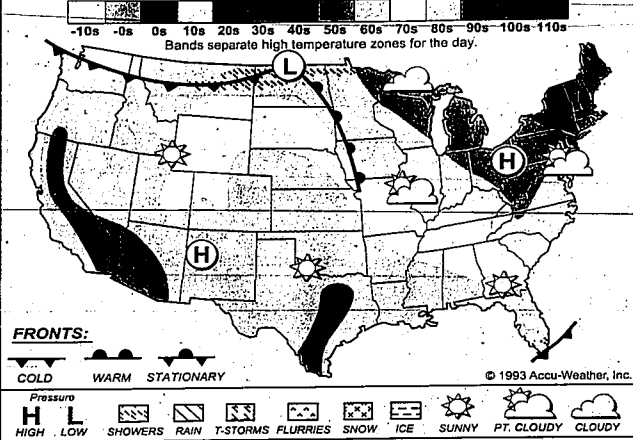 -10s -0s 0s 10s 20s 30s 40s 50s 60s 70s 80s 90s 100s 110s
Bands separate high temperature zones for the day.
L
H
H
FRONTS:
COLD WARM STATIONARY
© 1993 Accu-Weather, Inc.
Pressure
H L
HIGH LOW SHOWERS RAIN T-STORMS FLURRIES SNOW ICE SUNNY PT. CLOUDY CLOUDY